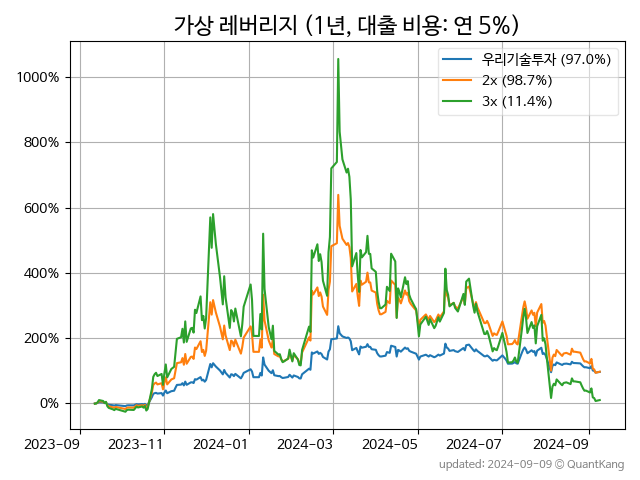 가상 레버리지 (1년, 대출 비용: 연 5%)
우리기술투자 (97.0%)
2x (98.7%)
3x (11.4%)
1000%
800%
600%
400%
200%
0%
2023-09 2023-11 2024-01 2024-03 2024-05 2024-07 2024-09
updated: 2024-09-09 © QuantKang